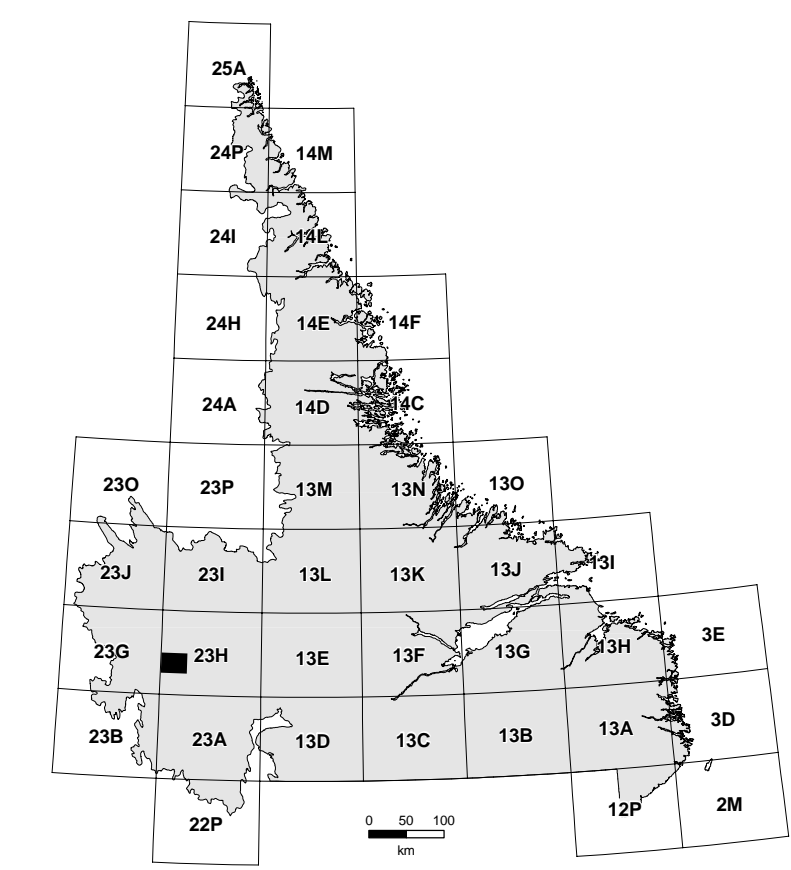 25A
24P 14M
24I 14L
24H 14E 14F
24A 14D 14C
23O 23P 13M 13N 13O
23J 23I 13L 13K 13J 13I
23G 23H 13E 13F 13G 13H 3E
23B 23A 13D 13C 13B 13A 3D
22P 12P 2M
0 50 100
km